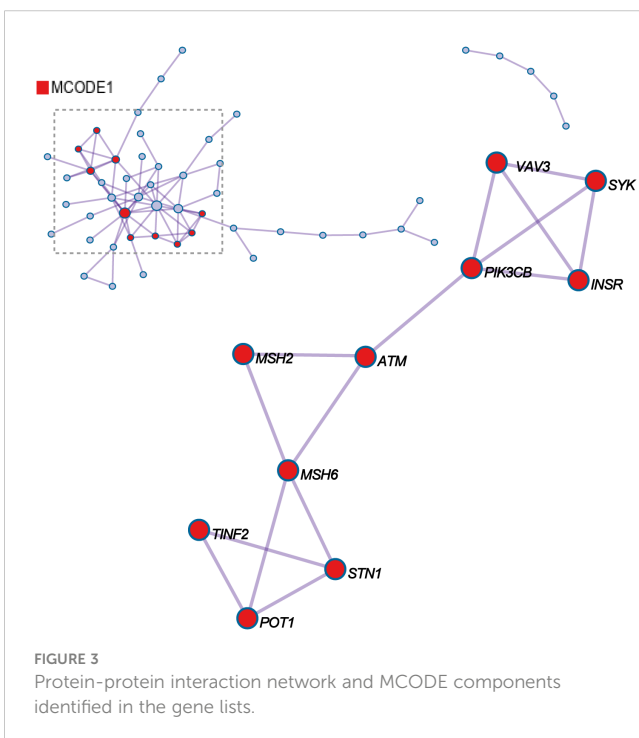 MCODE1
VAV3
SYK
PIK3CB
INSR
MSH2
ATM
MSH6
TINF2
STN1
POT1
FIGURE 3
Protein-protein interaction network and MCODE components
identified in the gene lists.